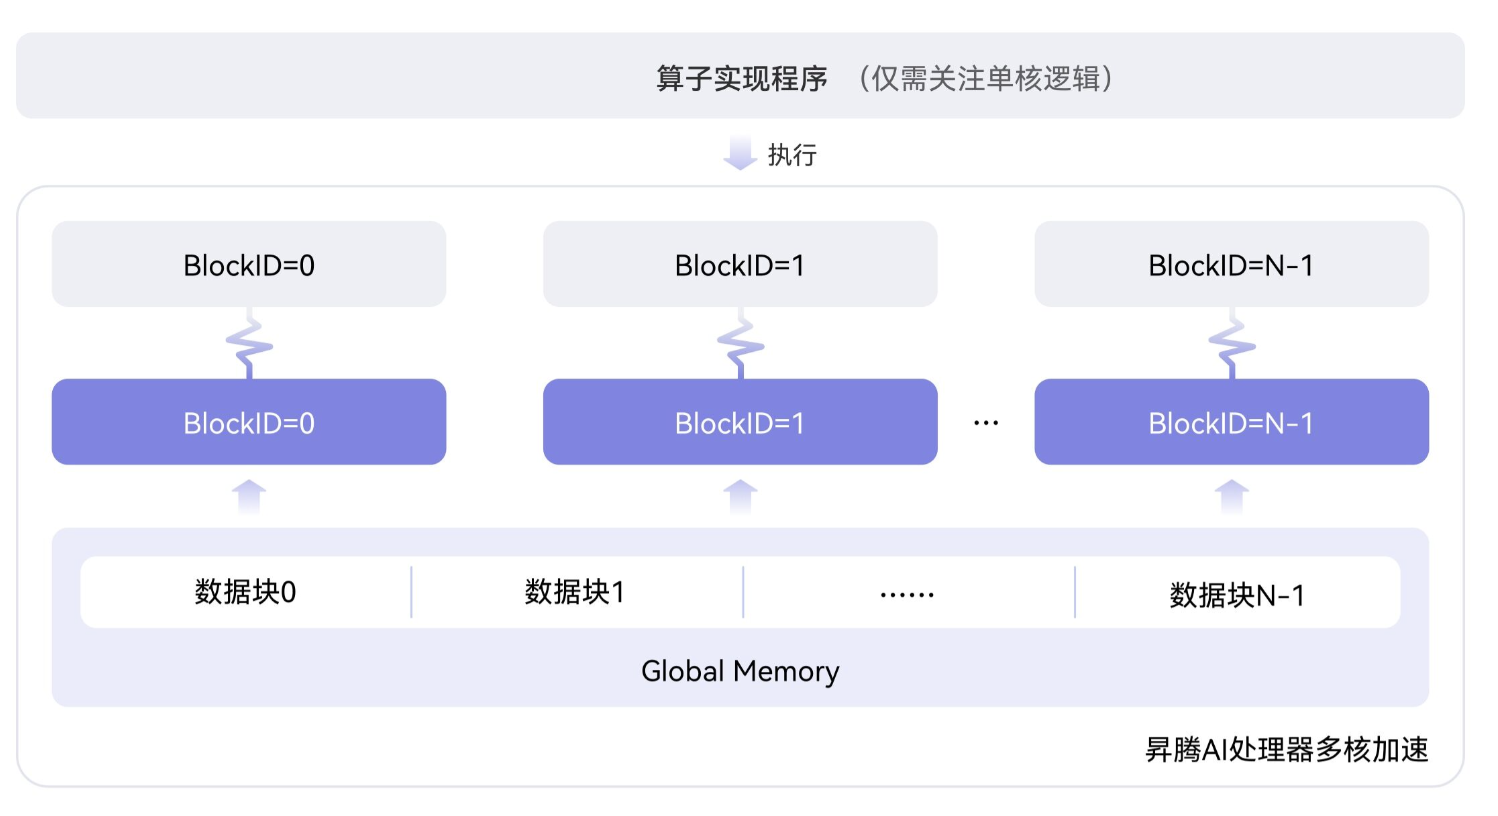 算子实现程序 （仅需关注单核逻辑）
执行
BlockID=0 BlockID=1 BlockID=N-1
BlockID=0 BlockID=1 ··· BlockID=N-1
数据块0 数据块1 ······ 数据块N-1
Global Memory
昇腾AI处理器多核加速